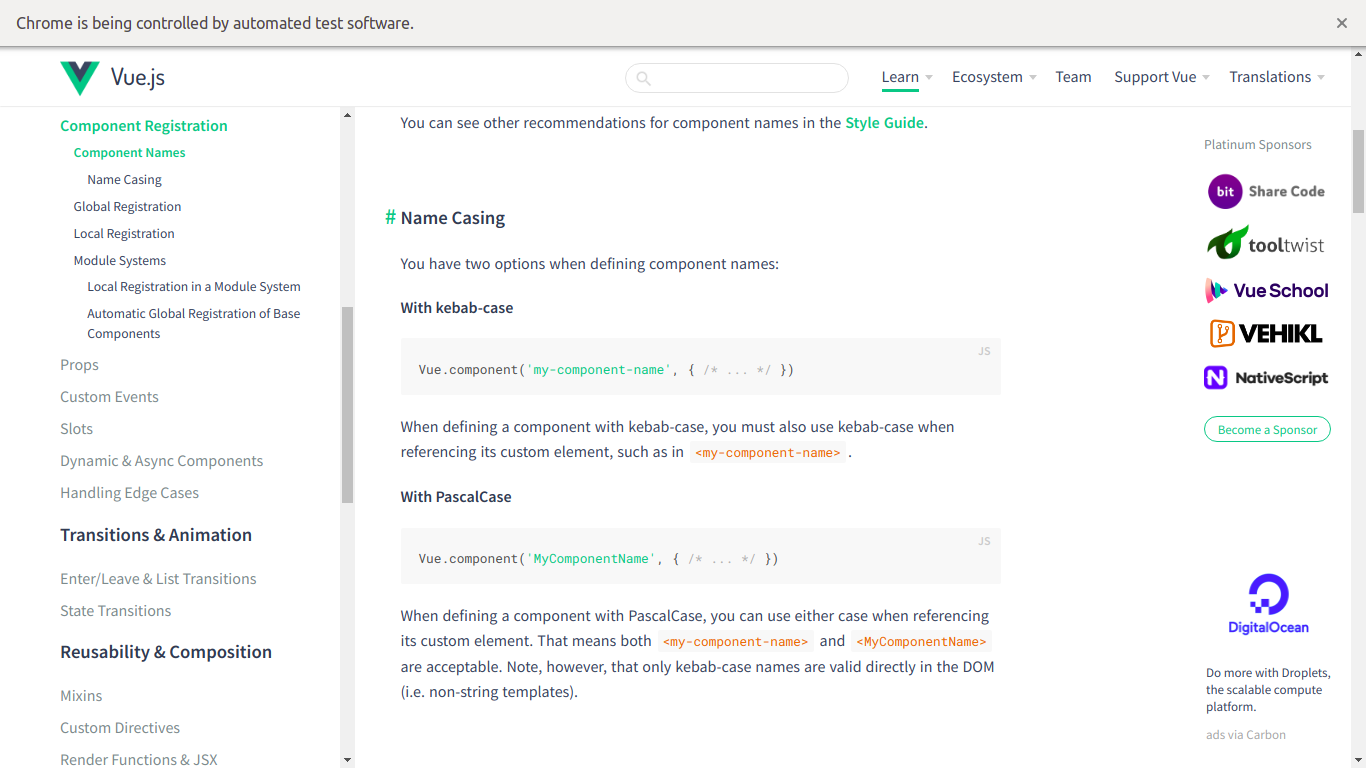 Chrome is being controlled by automated test software.
Vue.js
Learn
Ecosystem
Team
Support Vue
Translations
Component Registration
Component Names
Name Casing
Global Registration
Local Registration
Module Systems
Local Registration in a Module System
Automatic Global Registration of Base
Components
Props
Custom Events
Slots
Dynamic & Async Components
Handling Edge Cases
Transitions & Animation
Enter/Leave & List Transitions
State Transitions
Reusability & Composition
Mixins
Custom Directives
Render Functions & JSX
You can see other recommendations for component names in the Style Guide.
# Name Casing
You have two options when defining component names:
With kebab-case
JS
Vue.component('my-component-name', { /* ... */ })
When defining a component with kebab-case, you must also use kebab-case when
referencing its custom element, such as in <my-component-name> .
With PascalCase
JS
Vue.component('MyComponentName', { /* ... */ })
When defining a component with PascalCase, you can use either case when referencing
its custom element. That means both <my-component-name> and <MyComponentName>
are acceptable. Note, however, that only kebab-case names are valid directly in the DOM
(i.e. non-string templates).
Platinum Sponsors
bit Share Code
tooltwist
Vue School
VEHIKL
NativeScript
Become a Sponsor
DigitalOcean
Do more with Droplets,
the scalable compute
platform.
ads via Carbon